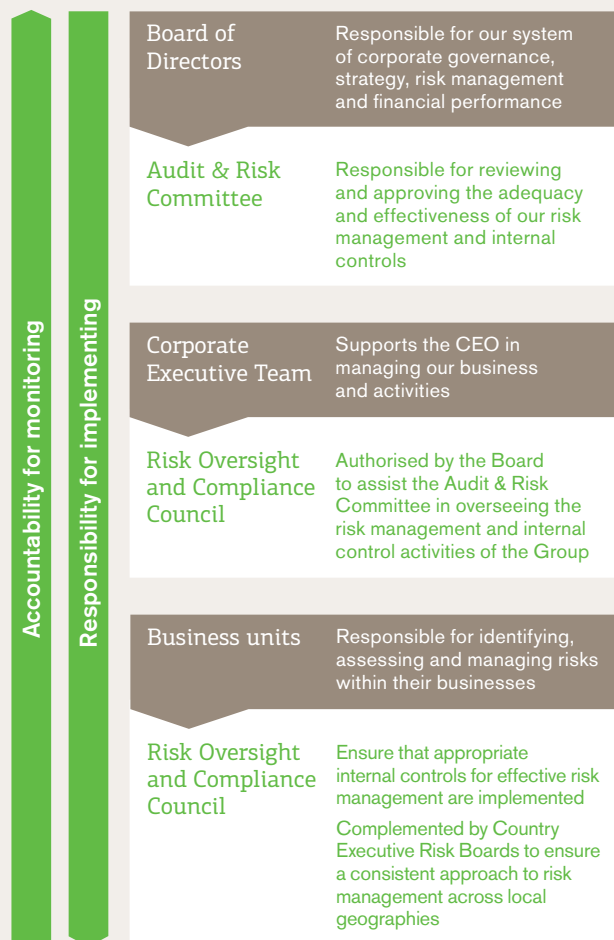 Accountability for monitoring
Responsibility for implementing
Board of
Directors
Responsible for our system
of corporate governance,
strategy, risk management
and financial performance
Audit & Risk
Committee
Responsible for reviewing
and approving the adequacy
and effectiveness of our risk
management and internal
controls
Corporate
Executive Team
Supports the CEO in
managing our business
and activities
Risk Oversight
and Compliance
Council
Authorised by the Board
to assist the Audit & Risk
Committee in overseeing the
risk management and internal
control activities of the Group
Business units
Responsible for identifying,
assessing and managing risks
within their businesses
Risk Oversight
and Compliance
Council
Ensure that appropriate
internal controls for effective risk
management are implemented
Complemented by Country
Executive Risk Boards to ensure
a consistent approach to risk
management across local
geographies